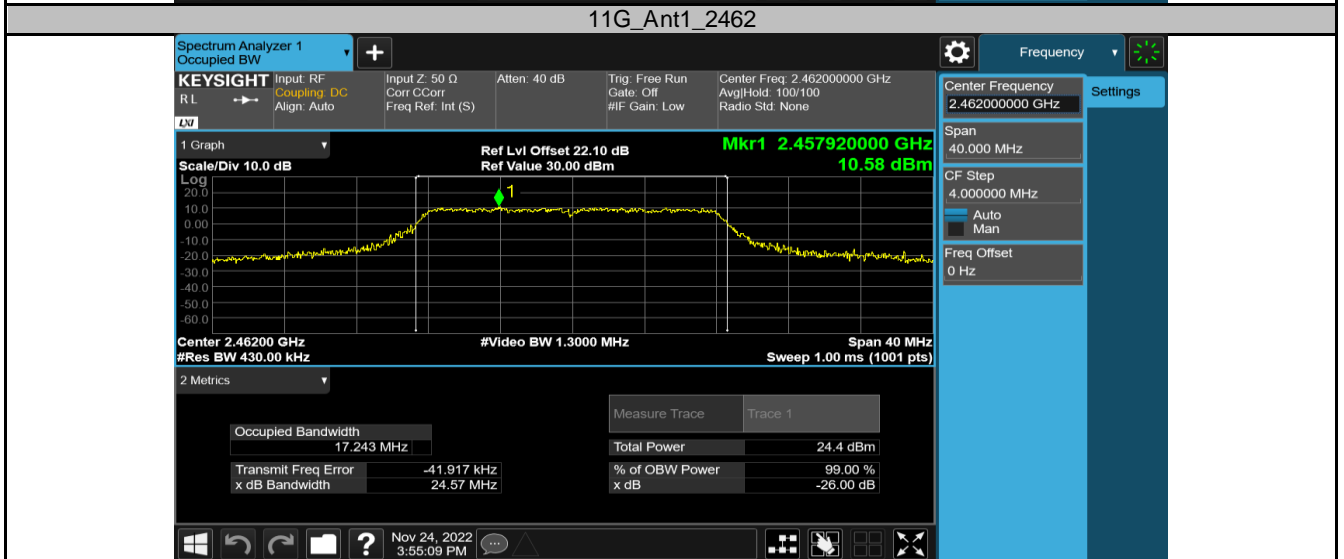 11G_Ant1_2462
Spectrum Analyzer 1
Occupied BW
+
Frequency
KEYSIGHT
R L
LXI
Input: RF
Coupling: DC
Align: Auto
Input Z: 50 Ω
Corr CCorr
Freq Ref: Int (S)
Atten: 40 dB
Trig: Free Run
Gate: Off
#IF Gain: Low
Center Freq: 2.462000000 GHz
Avg|Hold: 100/100
Radio Std: None
Center Frequency
2.462000000 GHz
Settings
Span
40.000 MHz
CF Step
4.000000 MHz
Auto
Man
Freq Offset
0 Hz
1 Graph
Scale/Div 10.0 dB
Ref Lvl Offset 22.10 dB
Ref Value 30.00 dBm
Mkr1 2.457920000 GHz
10.58 dBm
Log
20.0
10.0
0.00
-10.0
-20.0
-30.0
-40.0
-50.0
-60.0
1
Center 2.46200 GHz
#Res BW 430.00 kHz
#Video BW 1.3000 MHz
Span 40 MHz
Sweep 1.00 ms (1001 pts)
2 Metrics
Measure Trace Trace 1
Occupied Bandwidth
17.243 MHz
Total Power 24.4 dBm
Transmit Freq Error -41.917 kHz
% of OBW Power 99.00 %
x dB Bandwidth 24.57 MHz
x dB -26.00 dB
?
Nov 24, 2022
3:55:09 PM